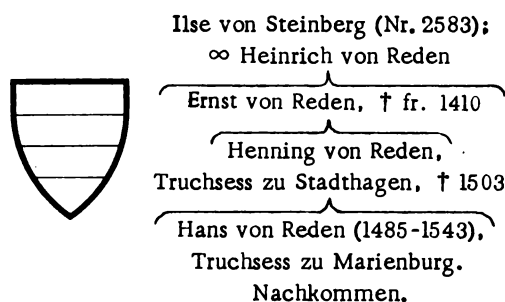 Ilse von Steinberg (Nr. 2583);
∞ Heinrich von Reden
Ernst von Reden, † fr. 1410
Henning von Reden,
Truchsess zu Stadthagen, † 1503
Hans von Reden (1485-1543),
Truchsess zu Marienburg.
Nachkommen.